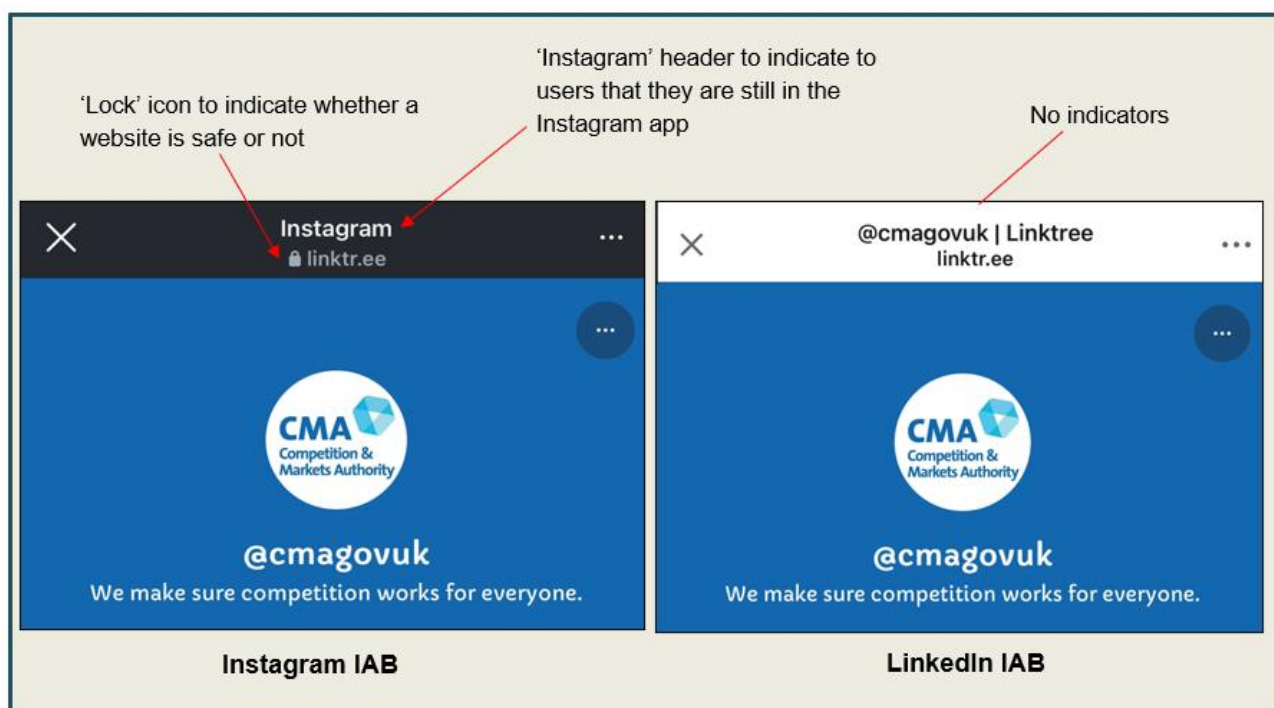 ‘Lock’ icon to indicate whether a
website is safe or not
‘Instagram’ header to indicate to
users that they are still in the
Instagram app
No indicators
Instagram
linktr.ee
...
CMA
Competition &
Markets Authority
@cmagovuk
We make sure competition works for everyone.
Instagram IAB
@cmagovuk | Linktree
linktr.ee
...
CMA
Competition &
Markets Authority
@cmagovuk
We make sure competition works for everyone.
LinkedIn IAB